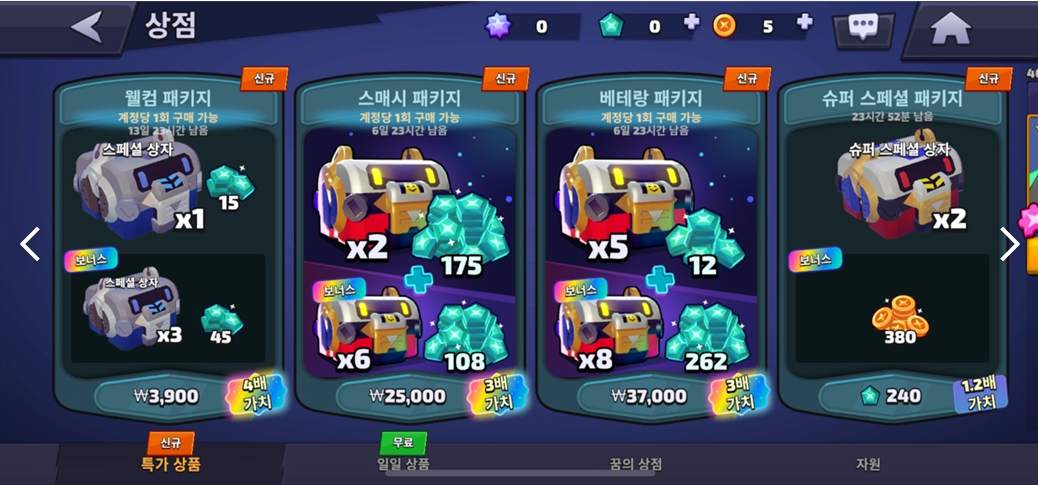 상점
0
0
5
신규
웰컴 패키지
계정당 1회 구매 가능
13일 23시간 남음
스페셜 상자
x1
15
보너스
스페셜 상자
x3
45
₩3,900
4배
가치
신규
스매시 패키지
계정당 1회 구매 가능
6일 23시간 남음
x2
175
보너스
x6
108
₩25,000
3배
가치
신규
베테랑 패키지
계정당 1회 구매 가능
6일 23시간 남음
x5
12
보너스
x8
262
₩37,000
3배
가치
신규
슈퍼 스페셜 패키지
23시간 52분 남음
슈퍼 스페셜 상자
x2
보너스
380
240
1.2배
가치
신규
특가 상품
무료
일일 상품
꿈의 상점
자원